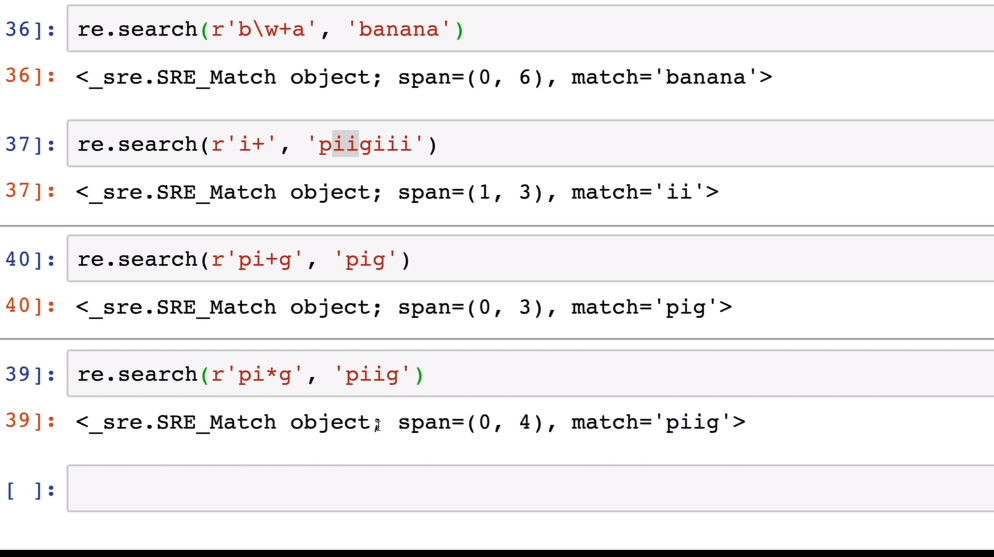 36]: re.search(r'b\w+a', 'banana')
36]: <_sre.SRE_Match object; span=(0, 6), match='banana'>
37]: re.search(r'i+', 'piigiii')
37]: <_sre.SRE_Match object; span=(1, 3), match='ii'>
40]: re.search(r'pi+g', 'pig')
40]: <_sre.SRE_Match object; span=(0, 3), match='pig'>
39]: re.search(r'pi*g', 'piig')
39]: <_sre.SRE_Match object; span=(0, 4), match='piig'>
[ ]: